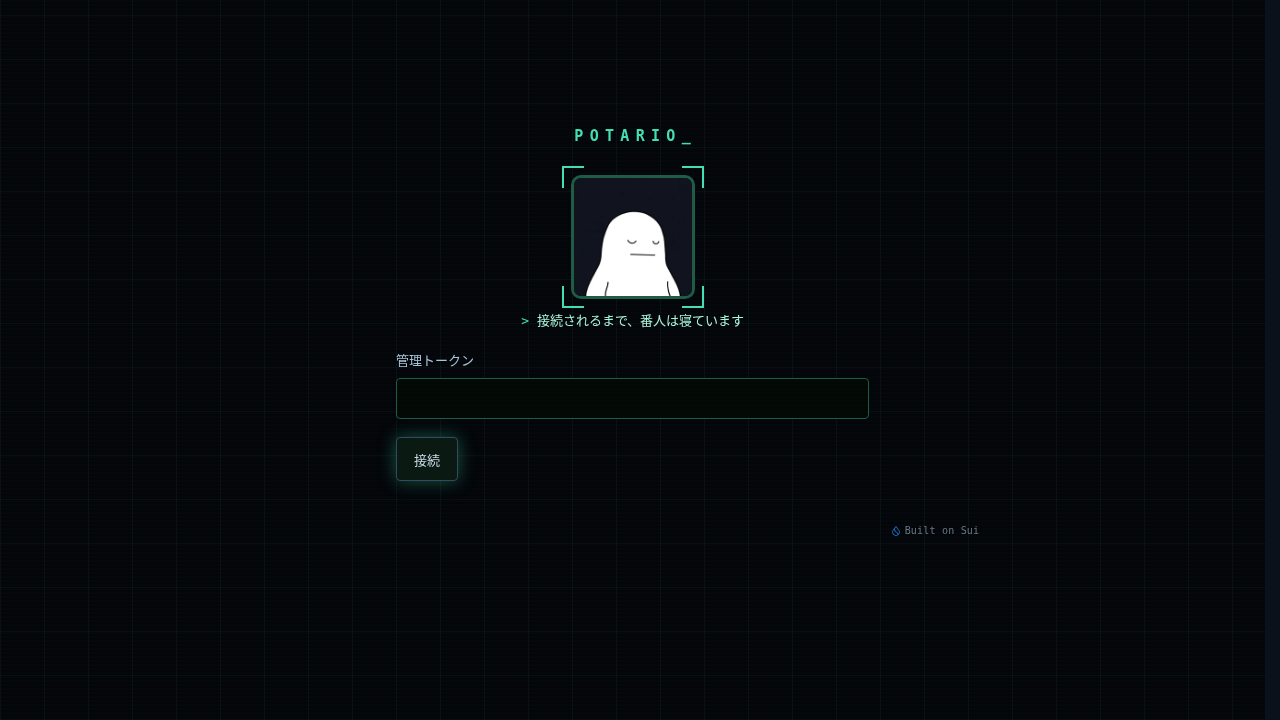 POTARIO_
> 接続されるまで、番人は寝ています
管理トークン
接続
Built on Sui